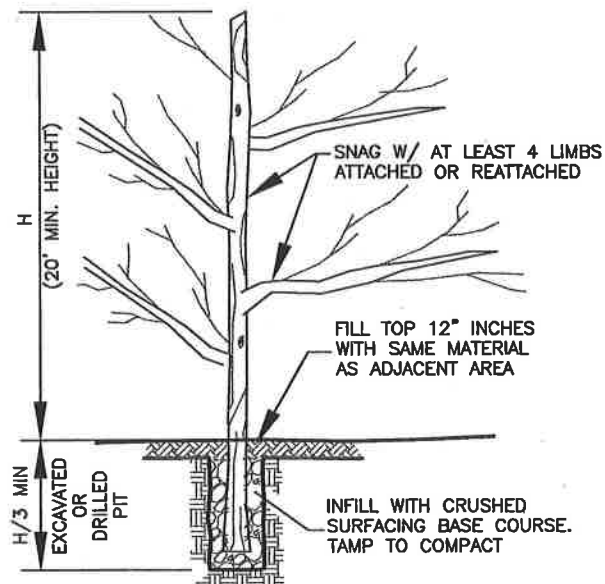 H
(20' MIN. HEIGHT)
SNAG W/ AT LEAST 4 LIMBS
ATTACHED OR REATTACHED
FILL TOP 12" INCHES
WITH SAME MATERIAL
AS ADJACENT AREA
H/3 MIN
EXCAVATED
OR
DRILLED
PIT
INFILL WITH CRUSHED
SURFACING BASE COURSE.
TAMP TO COMPACT